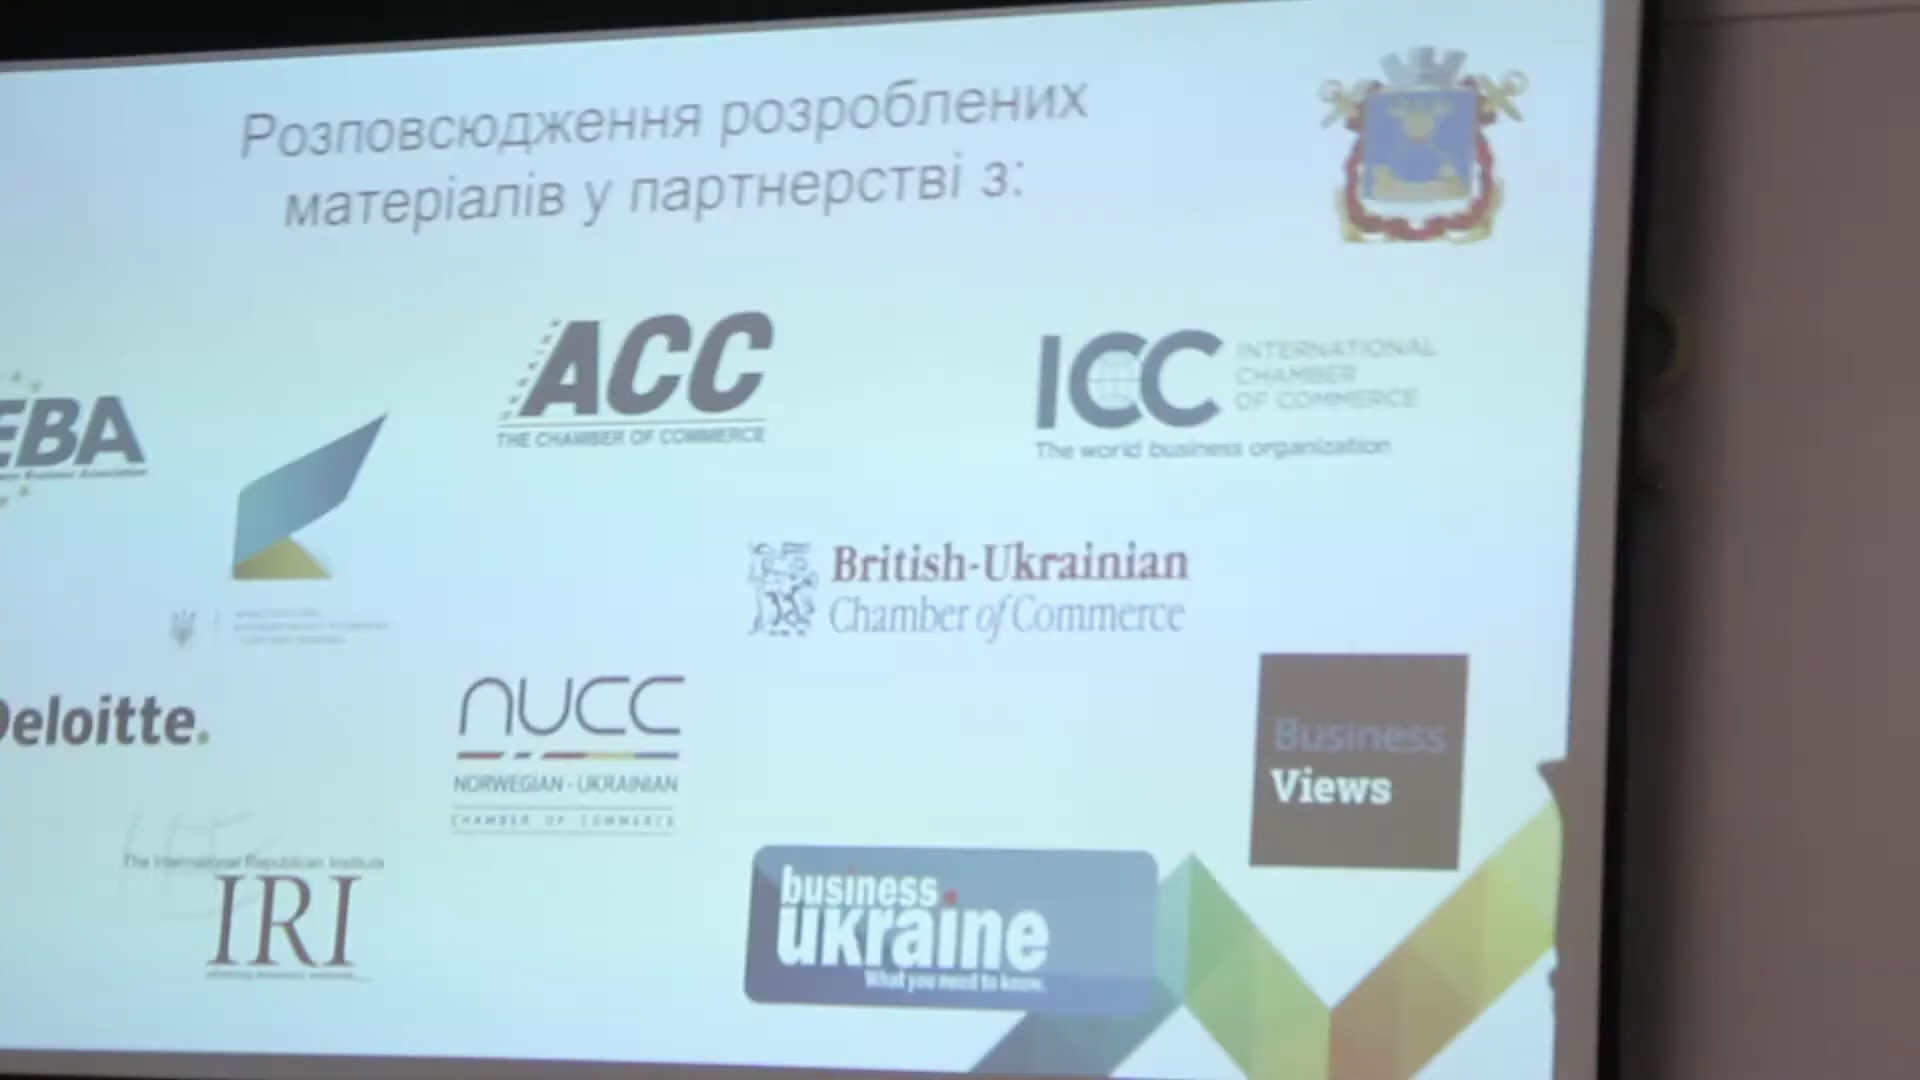 Розповсюдження розроблених
матеріалів у партнерстві з:
ACC
THE CHAMBER OF COMMERCE
ICC INTERNATIONAL
CHAMBER
OF COMMERCE
The world business organization
EBA
Business Association
British-Ukrainian
Chamber of Commerce
Deloitte.
NUCC
NORWEGIAN - UKRAINIAN
CHAMBER OF COMMERCE
Business
Views
The International Republican Institute
IRI
business
ukraine
What you need to know.